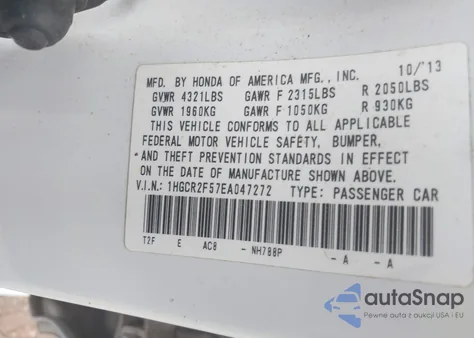 MFD. BY HONDA OF AMERICA MFG., INC. 10/'13
GVWR 4321LBS GAWR F 2315LBS R 2050LBS
GVWR 1960KG GAWR F 1050KG R 930KG
THIS VEHICLE CONFORMS TO ALL APPLICABLE
FEDERAL MOTOR VEHICLE SAFETY, BUMPER,
AND THEFT PREVENTION STANDARDS IN EFFECT
ON THE DATE OF MANUFACTURE SHOWN ABOVE.
V.I.N.: 1HGCR2F57EA047272 TYPE: PASSENGER CAR
T2F E AC8 - NH788P - A - A
autoSnap
Pewne auta z aukcji USA i EU